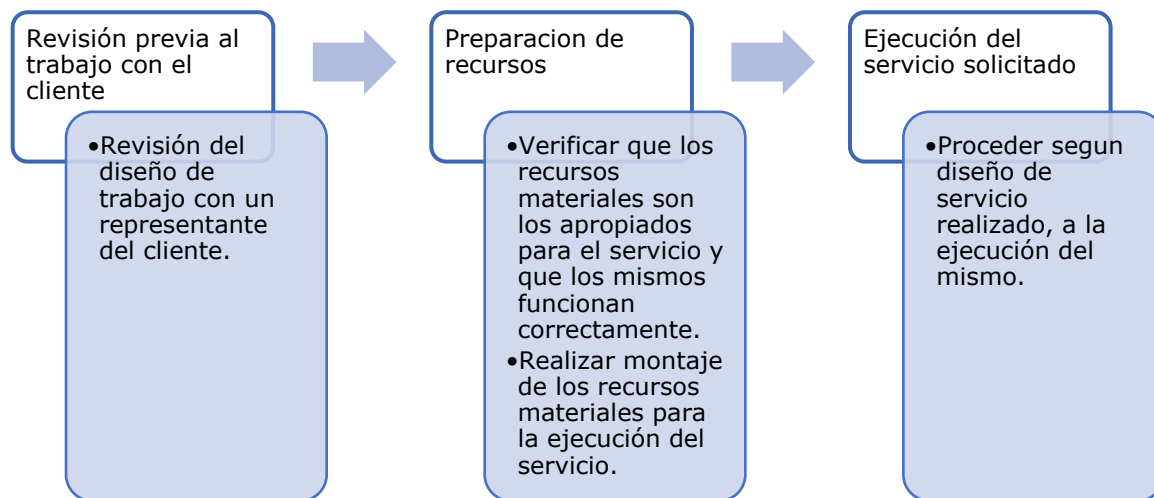 Revisión previa al
trabajo con el
cliente
•Revisión del
diseño de
trabajo con un
representante
del cliente.
Preparacion de
recursos
•Verificar que los
recursos
materiales son
los apropiados
para el servicio y
que los mismos
funcionan
correctamente.
•Realizar montaje
de los recursos
materiales para
la ejecución del
servicio.
Ejecución del
servicio solicitado
•Proceder segun
diseño de
servicio
realizado, a la
ejecución del
mismo.